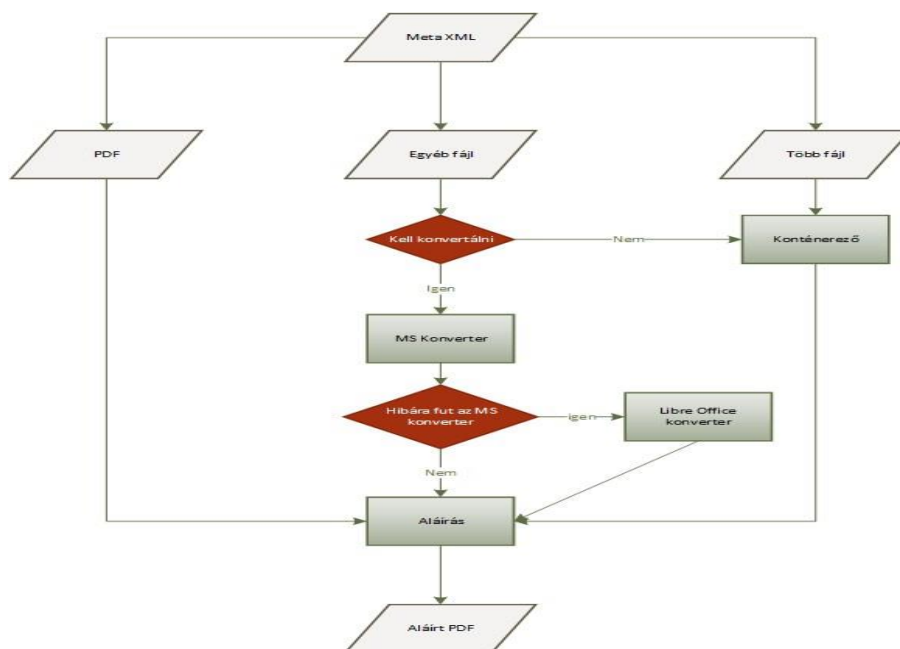 Meta XML
PDF
Egyéb fájl
Több fájl
Kell konvertálni
Nem
Konténerező
Igen
MS Konverter
Hibára fut az MS
konverter
igen
Libre Office
konverter
Nem
Aláírás
Aláírt PDF